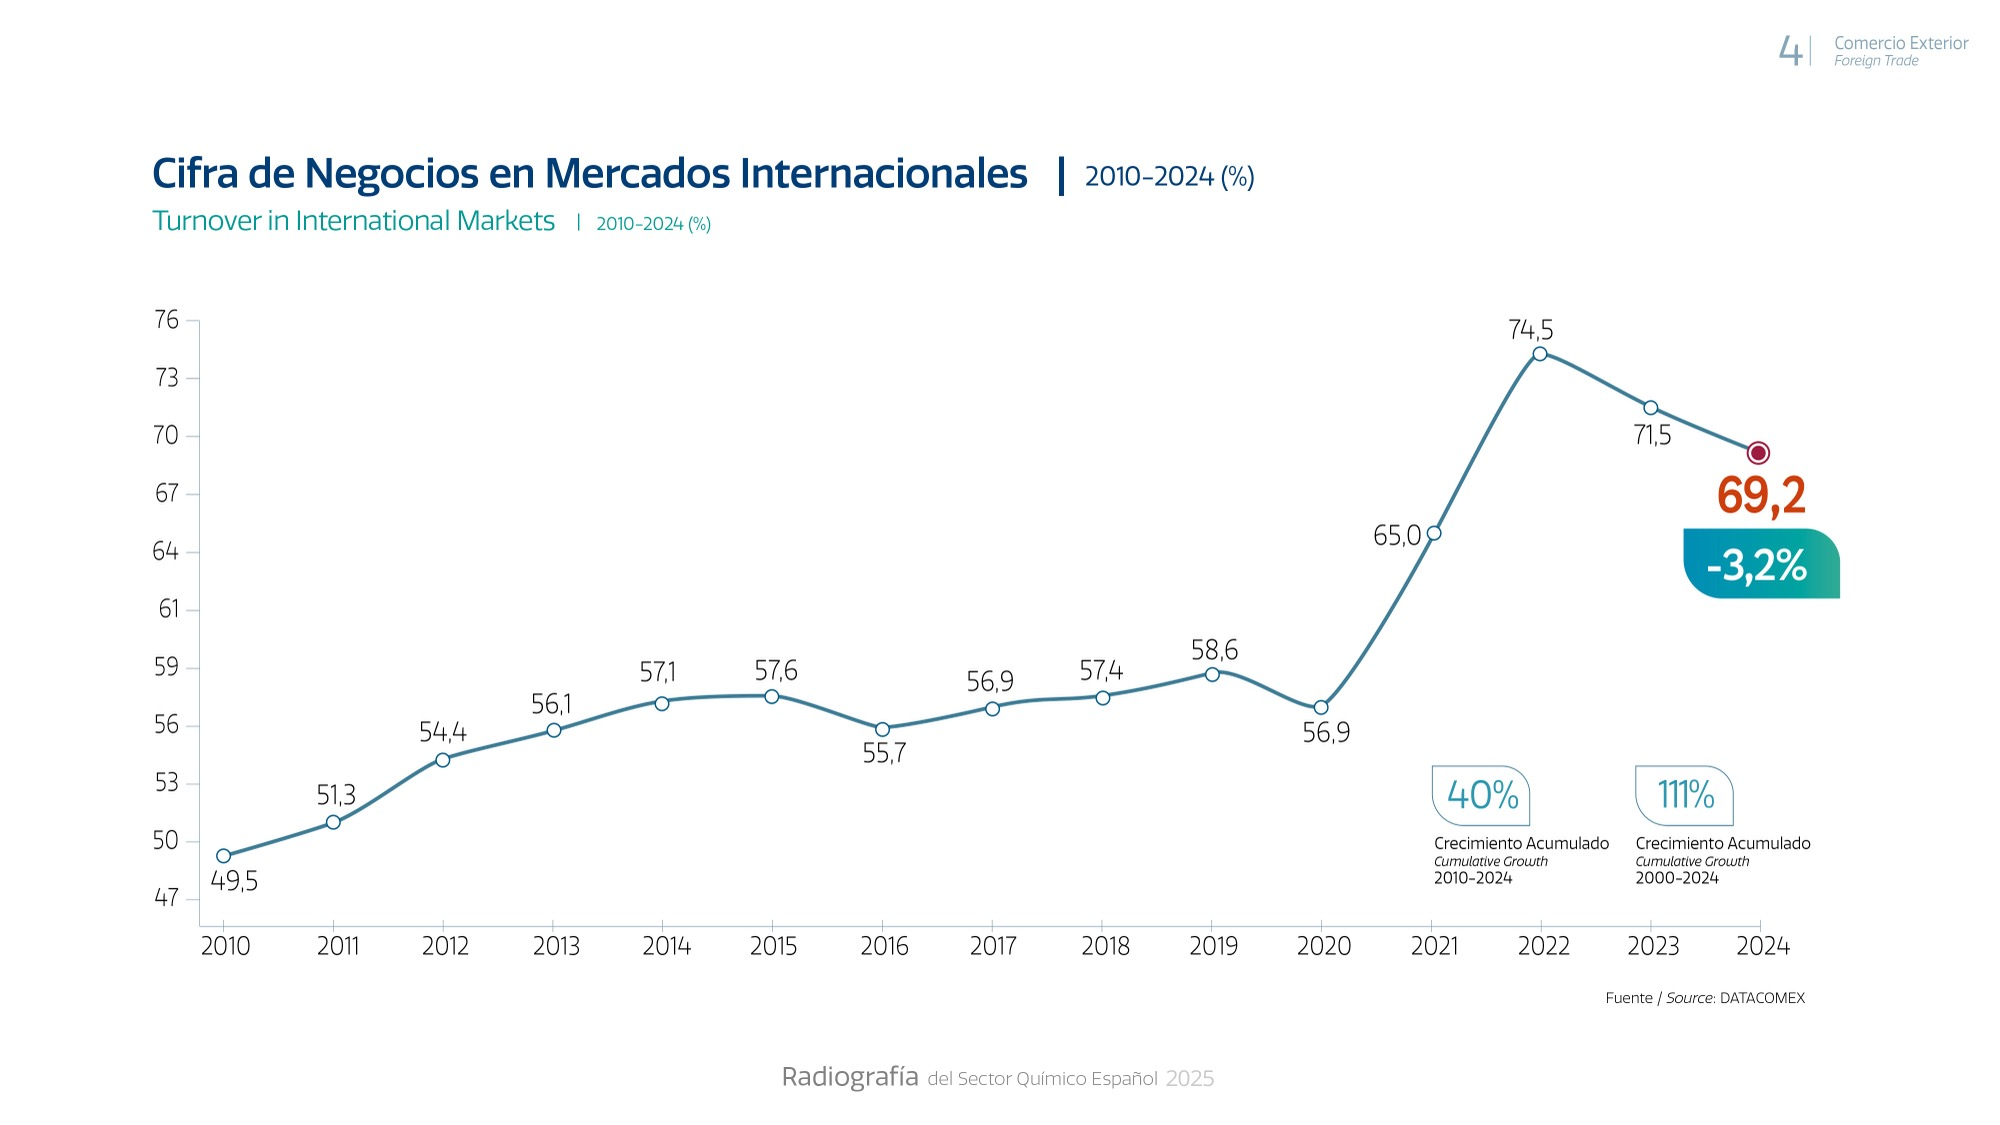 4 | Comercio Exterior
Foreign Trade
Cifra de Negocios en Mercados Internacionales | 2010-2024 (%)
Turnover in International Markets | 2010-2024 (%)
76
73
70
67
64
61
59
56
53
50
47
49,5
51,3
54,4
56,1
57,1
57,6
55,7
56,9
57,4
58,6
56,9
65,0
74,5
71,5
69,2
-3,2%
40%
Crecimiento Acumulado
Cumulative Growth
2010-2024
111%
Crecimiento Acumulado
Cumulative Growth
2000-2024
2010 2011 2012 2013 2014 2015 2016 2017 2018 2019 2020 2021 2022 2023 2024
Fuente / Source: DATACOMEX
Radiografía del Sector Químico Español 2025